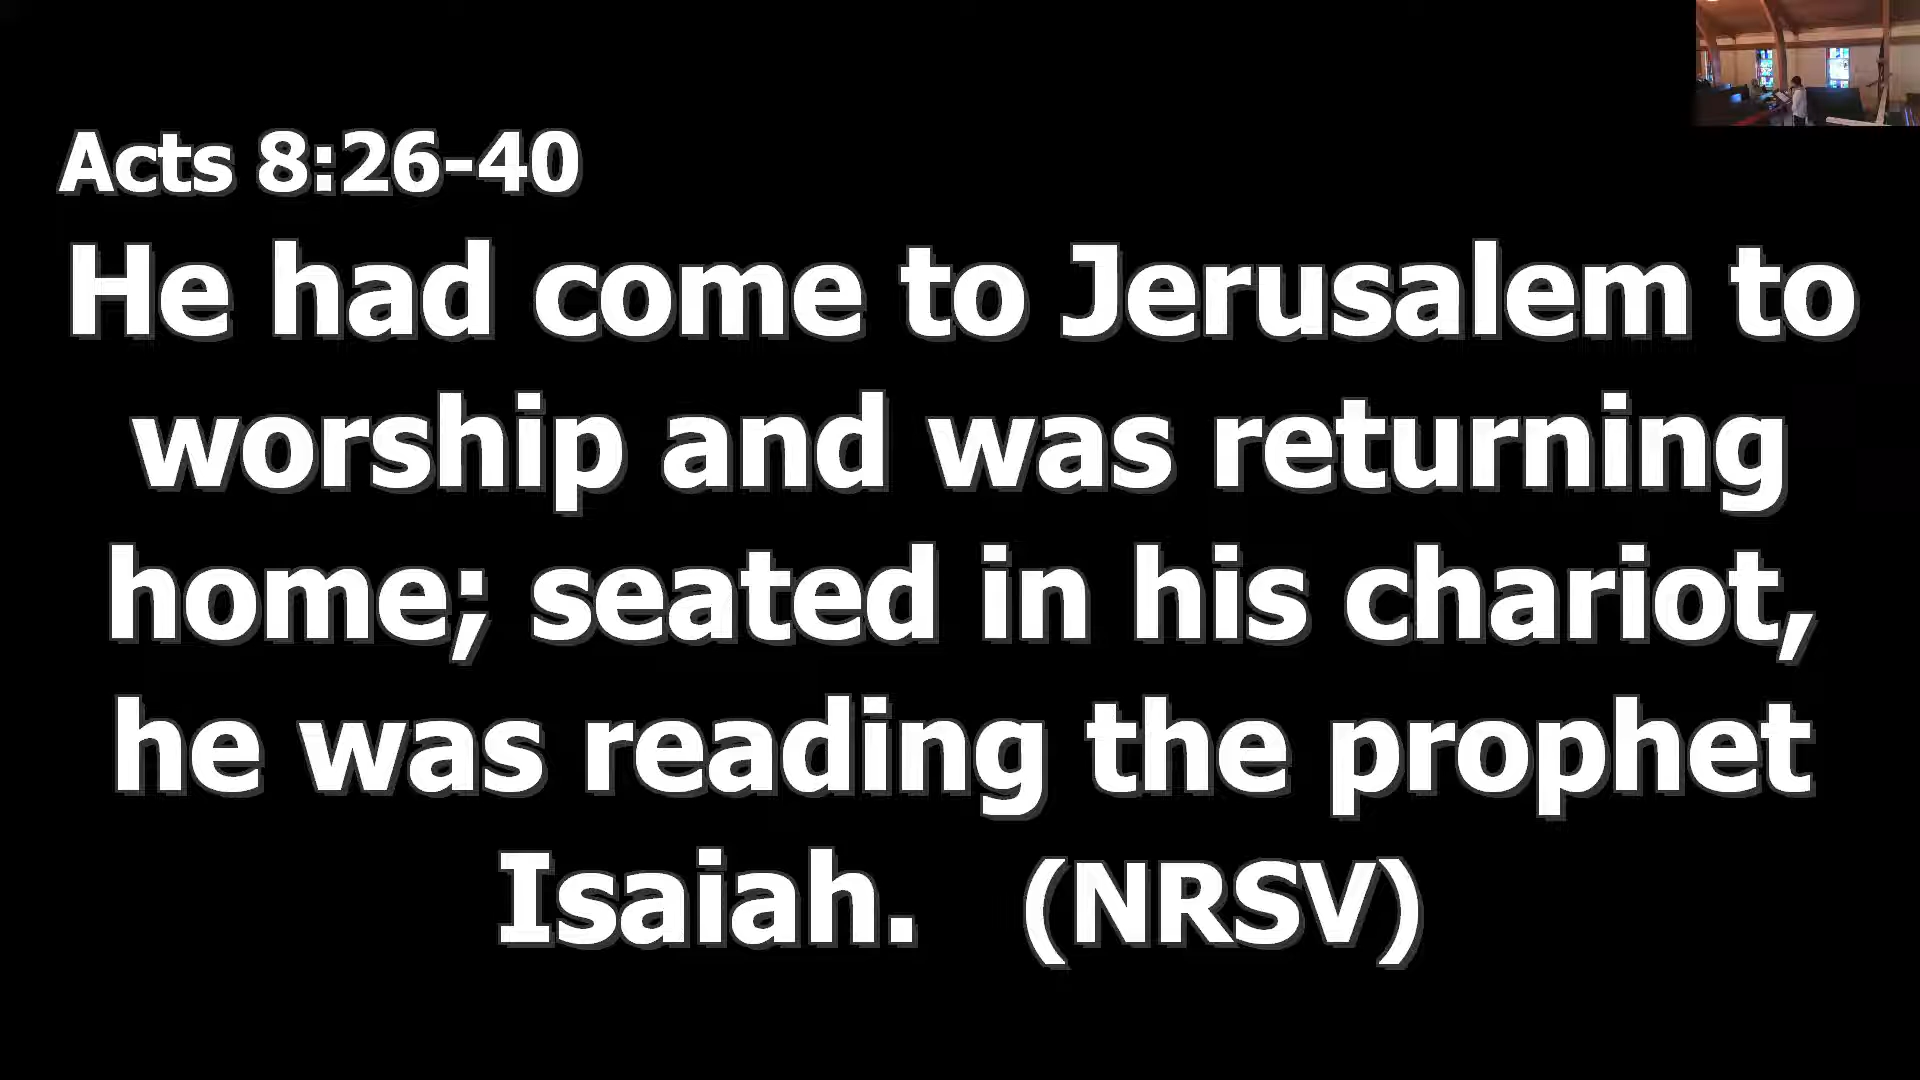 Acts 8:26-40
He had come to Jerusalem to
worship and was returning
home; seated in his chariot,
he was reading the prophet
Isaiah. (NRSV)